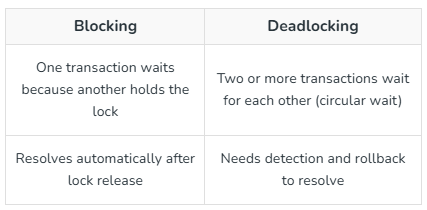 Blocking
Deadlocking
One transaction waits
because another holds the
lock
Two or more transactions wait
for each other (circular wait)
Resolves automatically after
lock release
Needs detection and rollback
to resolve